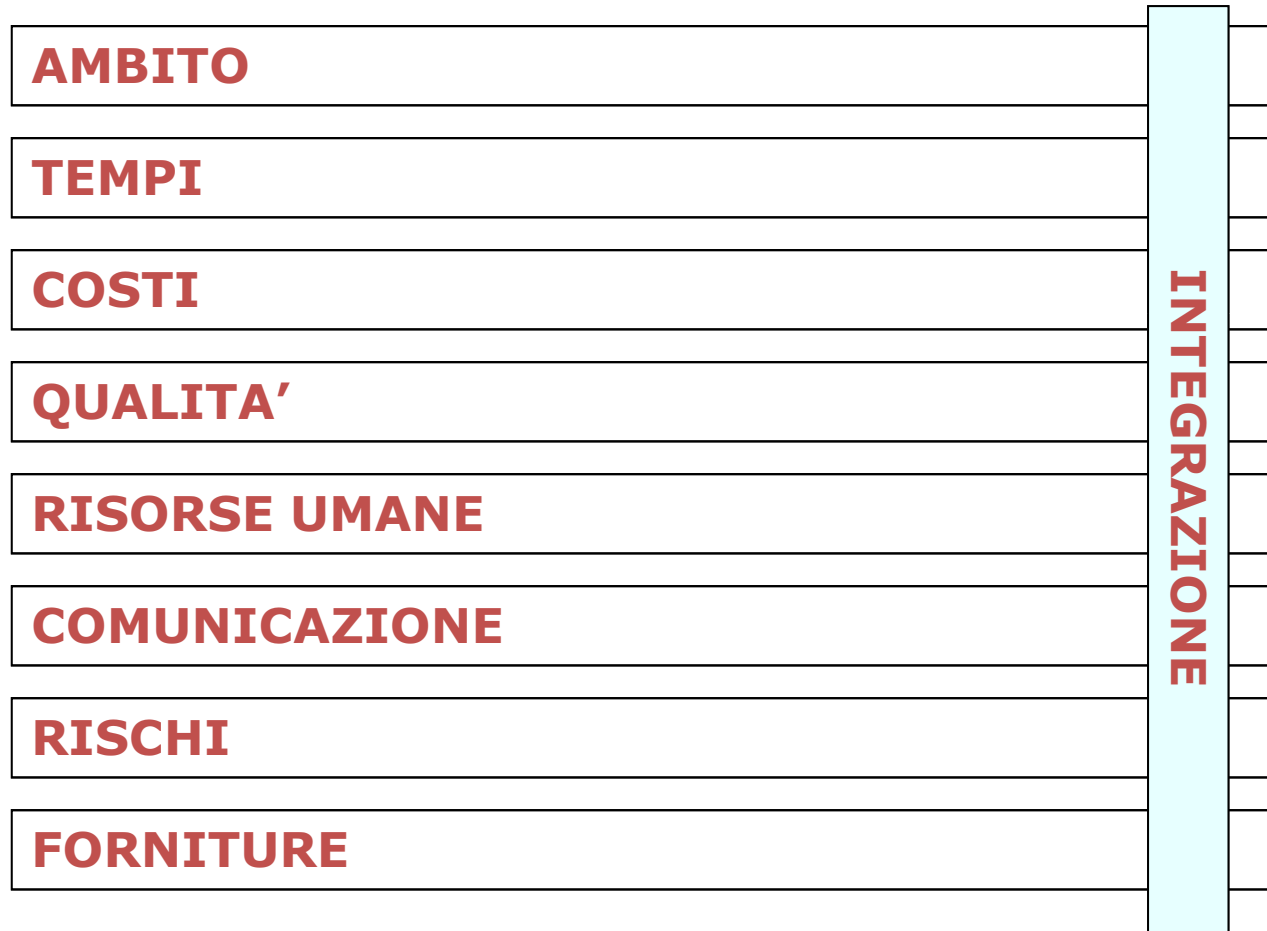 AMBITO
TEMPI
COSTI
QUALITA’
RISORSE UMANE
COMUNICAZIONE
RISCHI
FORNITURE
INTEGRAZIONE